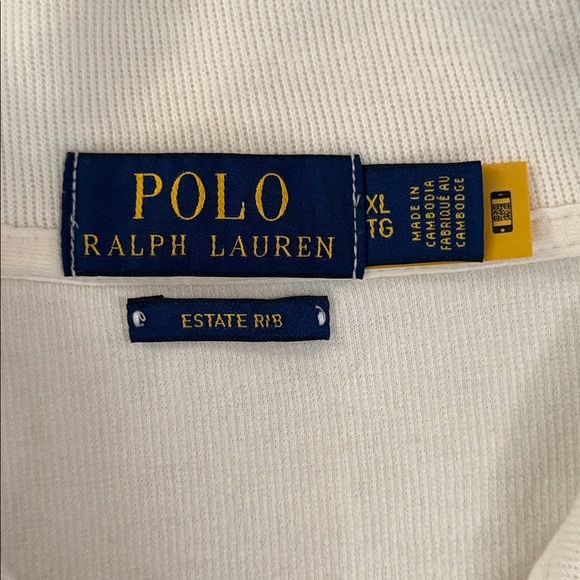 POLO
RALPH LAUREN
XL
TG
MADE IN
CAMBODIA
FABRIQUÉ AU
CAMBODGE
ESTATE RIB